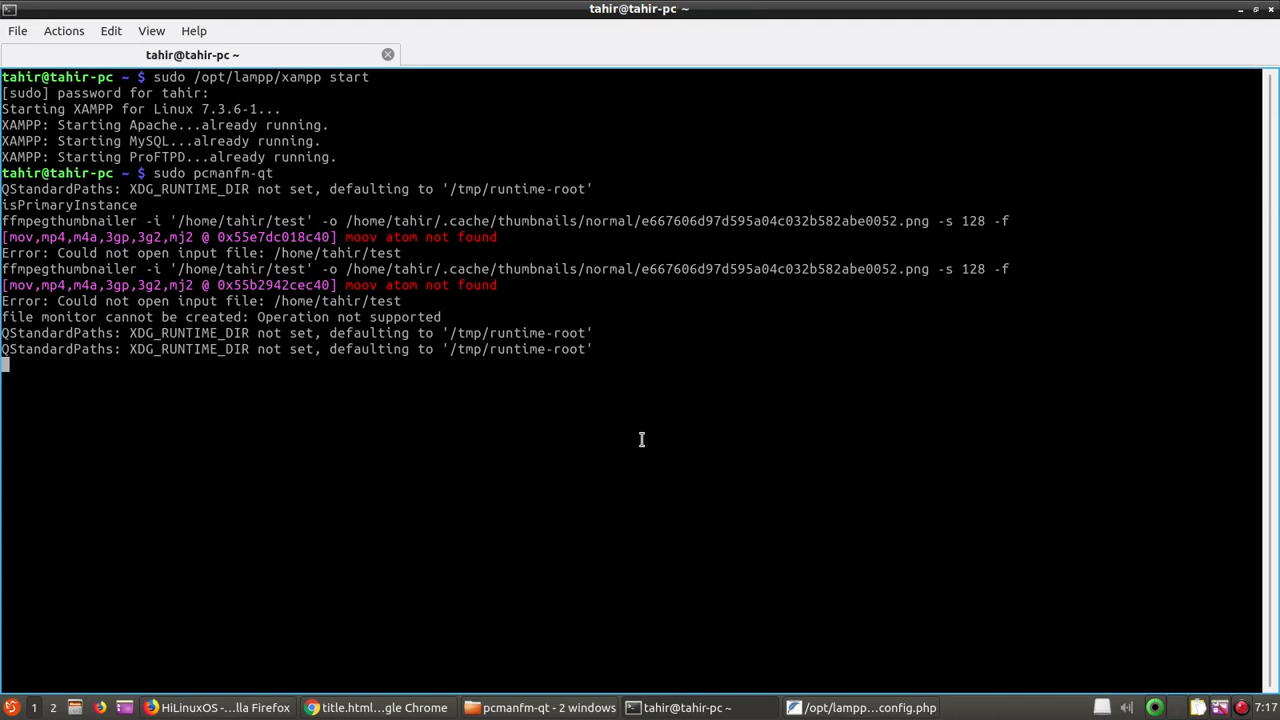 tahir@tahir-pc ~
File Actions Edit View Help
tahir@tahir-pc ~
tahir@tahir-pc ~ $ sudo /opt/lampp/xampp start
[sudo] password for tahir:
Starting XAMPP for Linux 7.3.6-1...
XAMPP: Starting Apache...already running.
XAMPP: Starting MySQL...already running.
XAMPP: Starting ProFTPD...already running.
tahir@tahir-pc ~ $ sudo pcmanfm-qt
QStandardPaths: XDG_RUNTIME_DIR not set, defaulting to '/tmp/runtime-root'
isPrimaryInstance
ffmpegthumbnailer -i '/home/tahir/test' -o /home/tahir/.cache/thumbnails/normal/e667606d97d595a04c032b582abe0052.png -s 128 -f
[mov,mp4,m4a,3gp,3g2,mj2 @ 0x55e7dc018c40] moov atom not found
Error: Could not open input file: /home/tahir/test
ffmpegthumbnailer -i '/home/tahir/test' -o /home/tahir/.cache/thumbnails/normal/e667606d97d595a04c032b582abe0052.png -s 128 -f
[mov,mp4,m4a,3gp,3g2,mj2 @ 0x55b2942cec40] moov atom not found
Error: Could not open input file: /home/tahir/test
file monitor cannot be created: Operation not supported
QStandardPaths: XDG_RUNTIME_DIR not set, defaulting to '/tmp/runtime-root'
QStandardPaths: XDG_RUNTIME_DIR not set, defaulting to '/tmp/runtime-root'
1 2 HiLinuxOS -...lla Firefox title.html...gle Chrome pcmanfm-qt - 2 windows tahir@tahir-pc ~ /opt/lampp...config.php 7:17